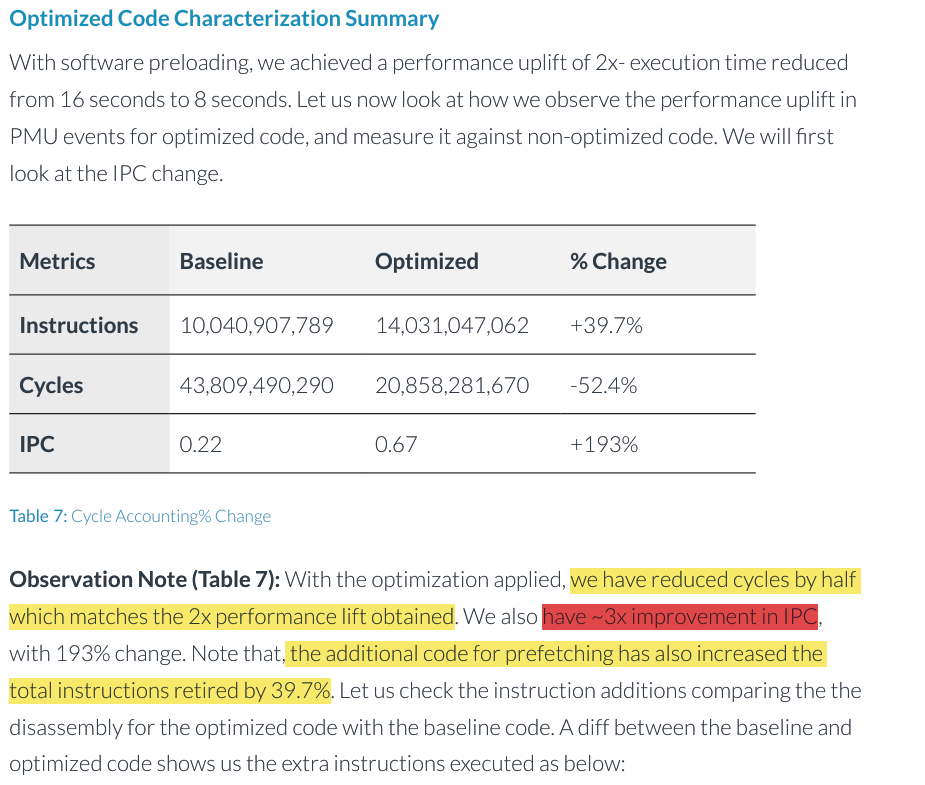 Optimized Code Characterization Summary
With software preloading, we achieved a performance uplift of 2x- execution time reduced
from 16 seconds to 8 seconds. Let us now look at how we observe the performance uplift in
PMU events for optimized code, and measure it against non-optimized code. We will first
look at the IPC change.
Metrics Baseline Optimized % Change
Instructions 10,040,907,789 14,031,047,062 +39.7%
Cycles 43,809,490,290 20,858,281,670 -52.4%
IPC 0.22 0.67 +193%
Table 7: Cycle Accounting% Change
Observation Note (Table 7): With the optimization applied, we have reduced cycles by half
which matches the 2x performance lift obtained. We also have ~3x improvement in IPC,
with 193% change. Note that, the additional code for prefetching has also increased the
total instructions retired by 39.7%. Let us check the instruction additions comparing the the
disassembly for the optimized code with the baseline code. A diff between the baseline and
optimized code shows us the extra instructions executed as below: